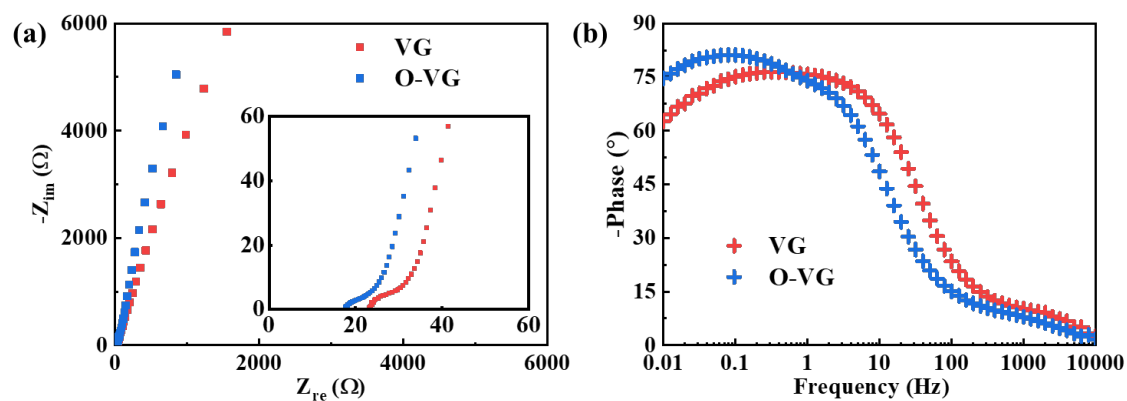 (a)
6000
4000
2000
0
-Z_im (Ω)
VG
O-VG
60
40
20
0
0 20 40 60
0 2000 4000 6000
Z_re (Ω)
(b)
90
75
60
45
30
15
0
-Phase (°)
VG
O-VG
0.01 0.1 1 10 100 1000 10000
Frequency (Hz)